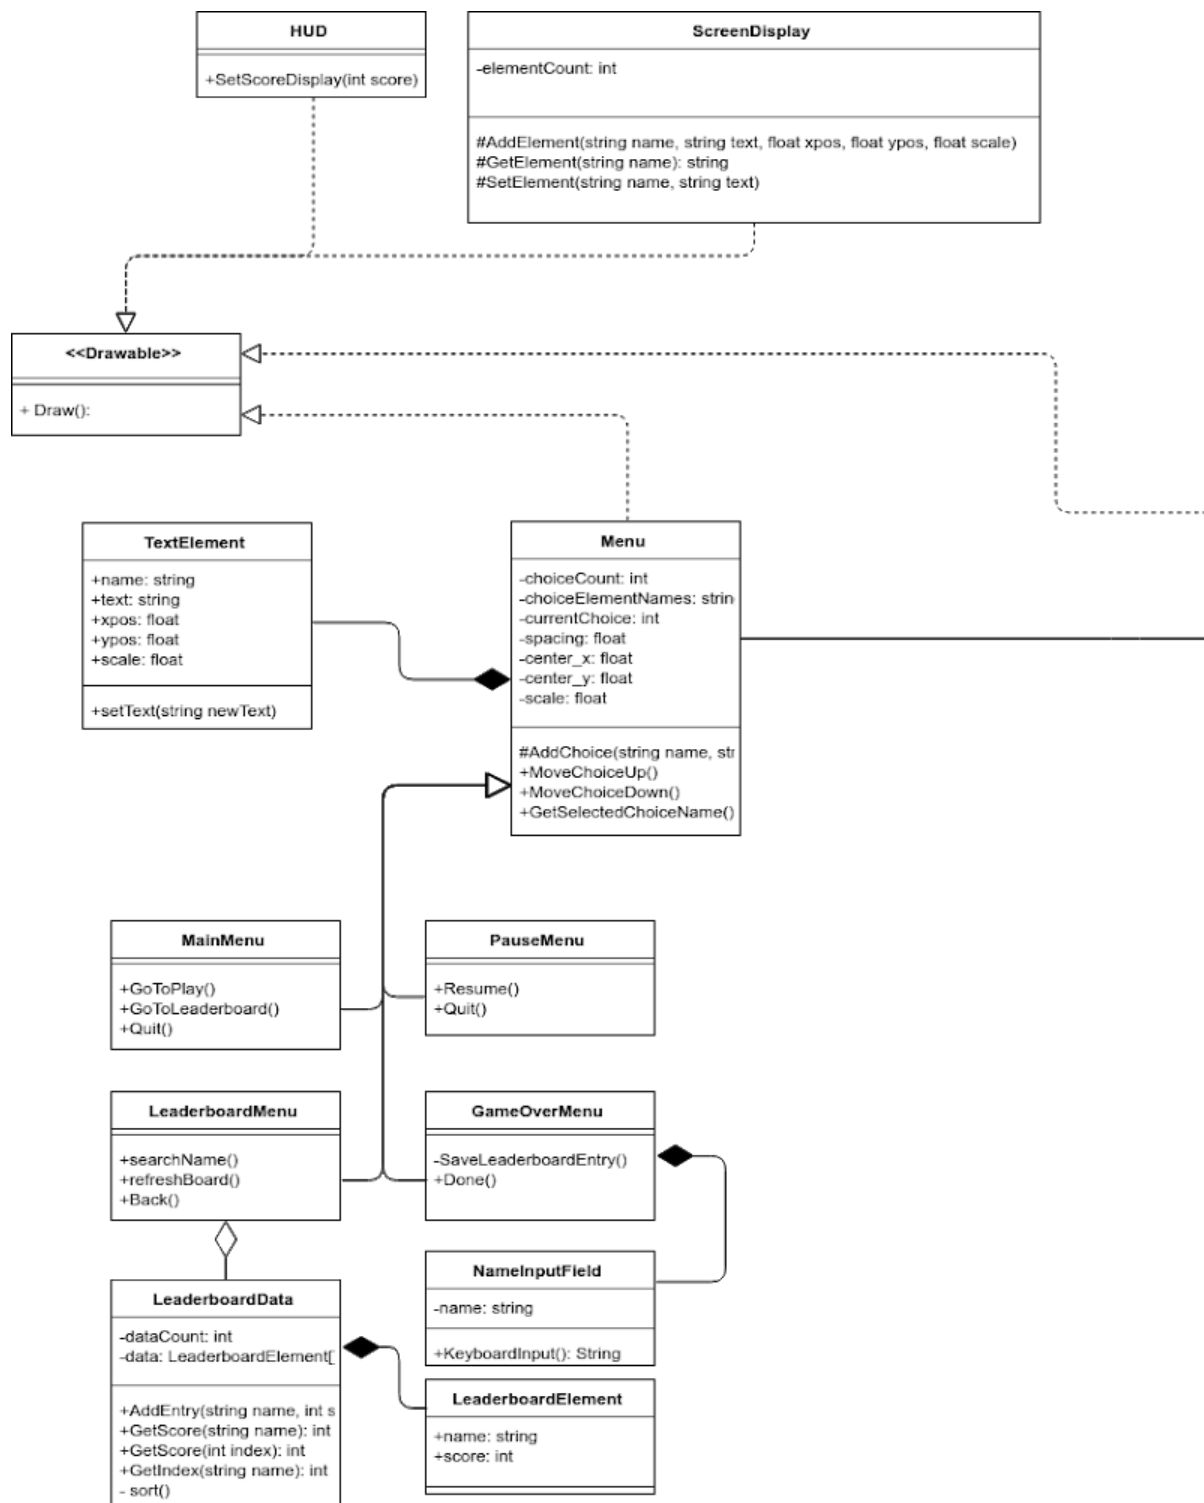 HUD
+SetScoreDisplay(int score)
ScreenDisplay
-elementCount: int
#AddElement(string name, string text, float xpos, float ypos, float scale)
#GetElement(string name): string
#SetElement(string name, string text)
<<Drawable>>
+ Draw():
TextElement
+name: string
+text: string
+xpos: float
+ypos: float
+scale: float
+setText(string newText)
Menu
-choiceCount: int
-choiceElementNames: strin
-currentChoice: int
-spacing: float
-center_x: float
-center_y: float
-scale: float
#AddChoice(string name, str
+MoveChoiceUp()
+MoveChoiceDown()
+GetSelectedChoiceName()
MainMenu
+GoToPlay()
+GoToLeaderboard()
+Quit()
PauseMenu
+Resume()
+Quit()
LeaderboardMenu
+searchName()
+refreshBoard()
+Back()
GameOverMenu
-SaveLeaderboardEntry()
+Done()
NameInputField
-name: string
+KeyboardInput(): String
LeaderboardData
-dataCount: int
-data: LeaderboardElement[
+AddEntry(string name, int s
+GetScore(string name): int
+GetScore(int index): int
+GetIndex(string name): int
- sort()
LeaderboardElement
+name: string
+score: int